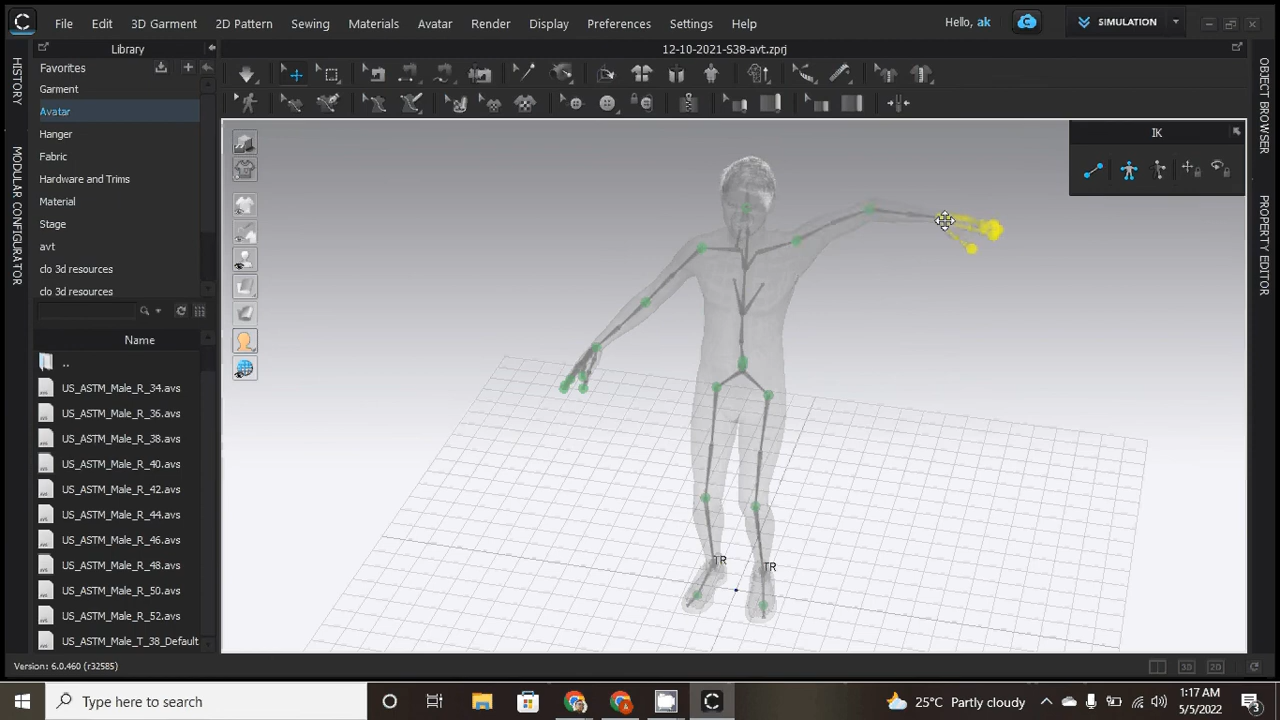 File Edit 3D Garment 2D Pattern Sewing Materials Avatar Render Display Preferences Settings Help Hello, ak SIMULATION
Library 12-10-2021-S38-avt.zprj
HISTORY
MODULAR CONFIGURATOR
Favorites
Garment
Avatar
Hanger
Fabric
Hardware and Trims
Material
Stage
avt
clo 3d resources
clo 3d resources
Name
..
US_ASTM_Male_R_34.avs
US_ASTM_Male_R_36.avs
US_ASTM_Male_R_38.avs
US_ASTM_Male_R_40.avs
US_ASTM_Male_R_42.avs
US_ASTM_Male_R_44.avs
US_ASTM_Male_R_46.avs
US_ASTM_Male_R_48.avs
US_ASTM_Male_R_50.avs
US_ASTM_Male_R_52.avs
US_ASTM_Male_T_38_Default
IK
TR
TR
OBJECT BROWSER
PROPERTY EDITOR
Version: 6.0.460 (r32585)
3D 2D
Type here to search
25°C Partly cloudy
1:17 AM
5/5/2022
3